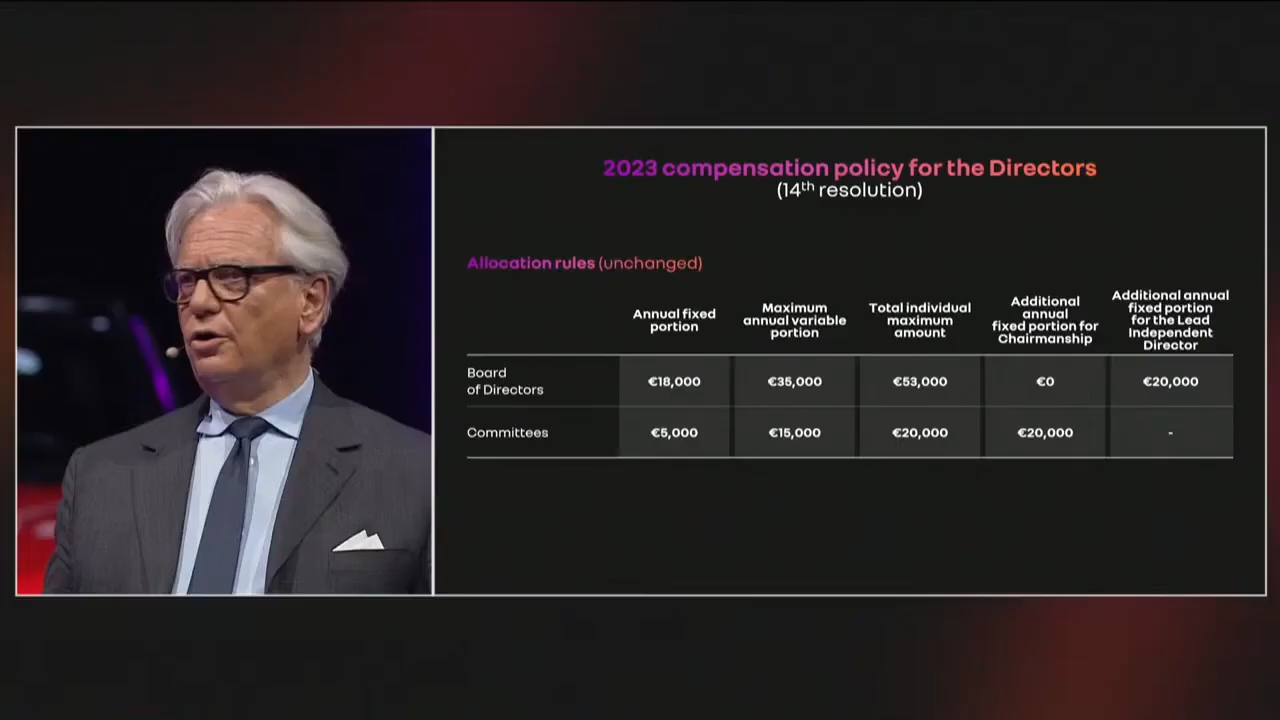 2023 compensation policy for the Directors
(14th resolution)
Allocation rules (unchanged)
Annual fixed
portion
Maximum
annual variable
portion
Total individual
maximum
amount
Additional
annual
fixed portion for
Chairmanship
Additional annual
fixed portion
for the Lead
Independent
Director
Board
of Directors
€18,000
€35,000
€53,000
€0
€20,000
Committees
€5,000
€15,000
€20,000
€20,000
-